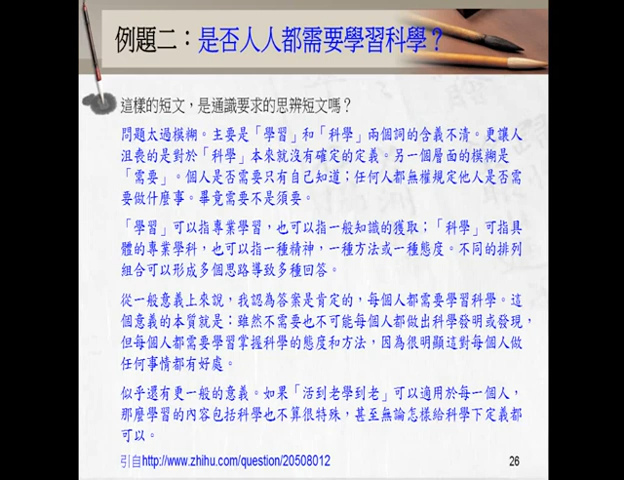 例題二：是否人人都需要學習科學？
這樣的短文，是通識要求的思辨短文嗎？
問題太過模糊。主要是「學習」和「科學」兩個詞的含義不清。更讓人
沮喪的是對於「科學」本來就沒有確定的定義。另一個層面的模糊是
「需要」。個人是否需要只有自己知道；任何人都無權規定他人是否需
要做什麼事。畢竟需要不是須要。
「學習」可以指專業學習，也可以指一般知識的獲取；「科學」可指具
體的專業學科，也可以指一種精神，一種方法或一種態度。不同的排列
組合可以形成多個思路導致多種回答。
從一般意義上來說，我認為答案是肯定的，每個人都需要學習科學。這
個意義的本質就是：雖然不需要也不可能每個人都做出科學發明或發現，
但每個人都需要學習掌握科學的態度和方法，因為很明顯這對每個人做
任何事情都有好處。
似乎還有更一般的意義。如果「活到老學到老」可以適用於每一個人，
那麼學習的內容包括科學也不算很特殊，甚至無論怎樣給科學下定義都
可以。
引自http://www.zhihu.com/question/20508012
26